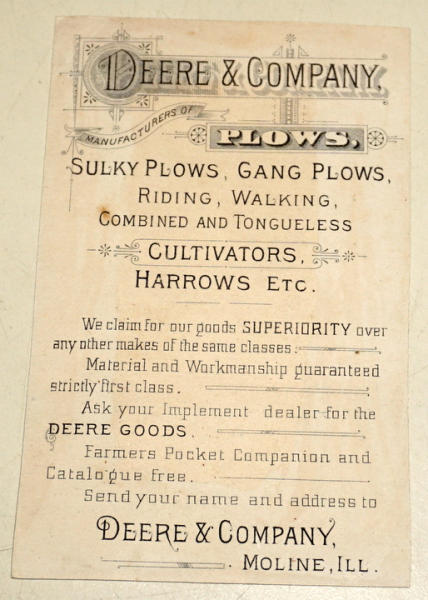 DEERE & COMPANY,
MANUFACTURERS OF
PLOWS,
SULKY PLOWS, GANG PLOWS,
RIDING, WALKING,
COMBINED AND TONGUELESS
CULTIVATORS,
HARROWS ETC.
We claim for our goods SUPERIORITY over
any other makes of the same classes:
Material and Workmanship guaranteed
strictly first class.
Ask your Implement dealer for the
DEERE GOODS.
Farmers Pocket Companion and
Catalogue free.
Send your name and address to
DEERE & COMPANY,
MOLINE, ILL.